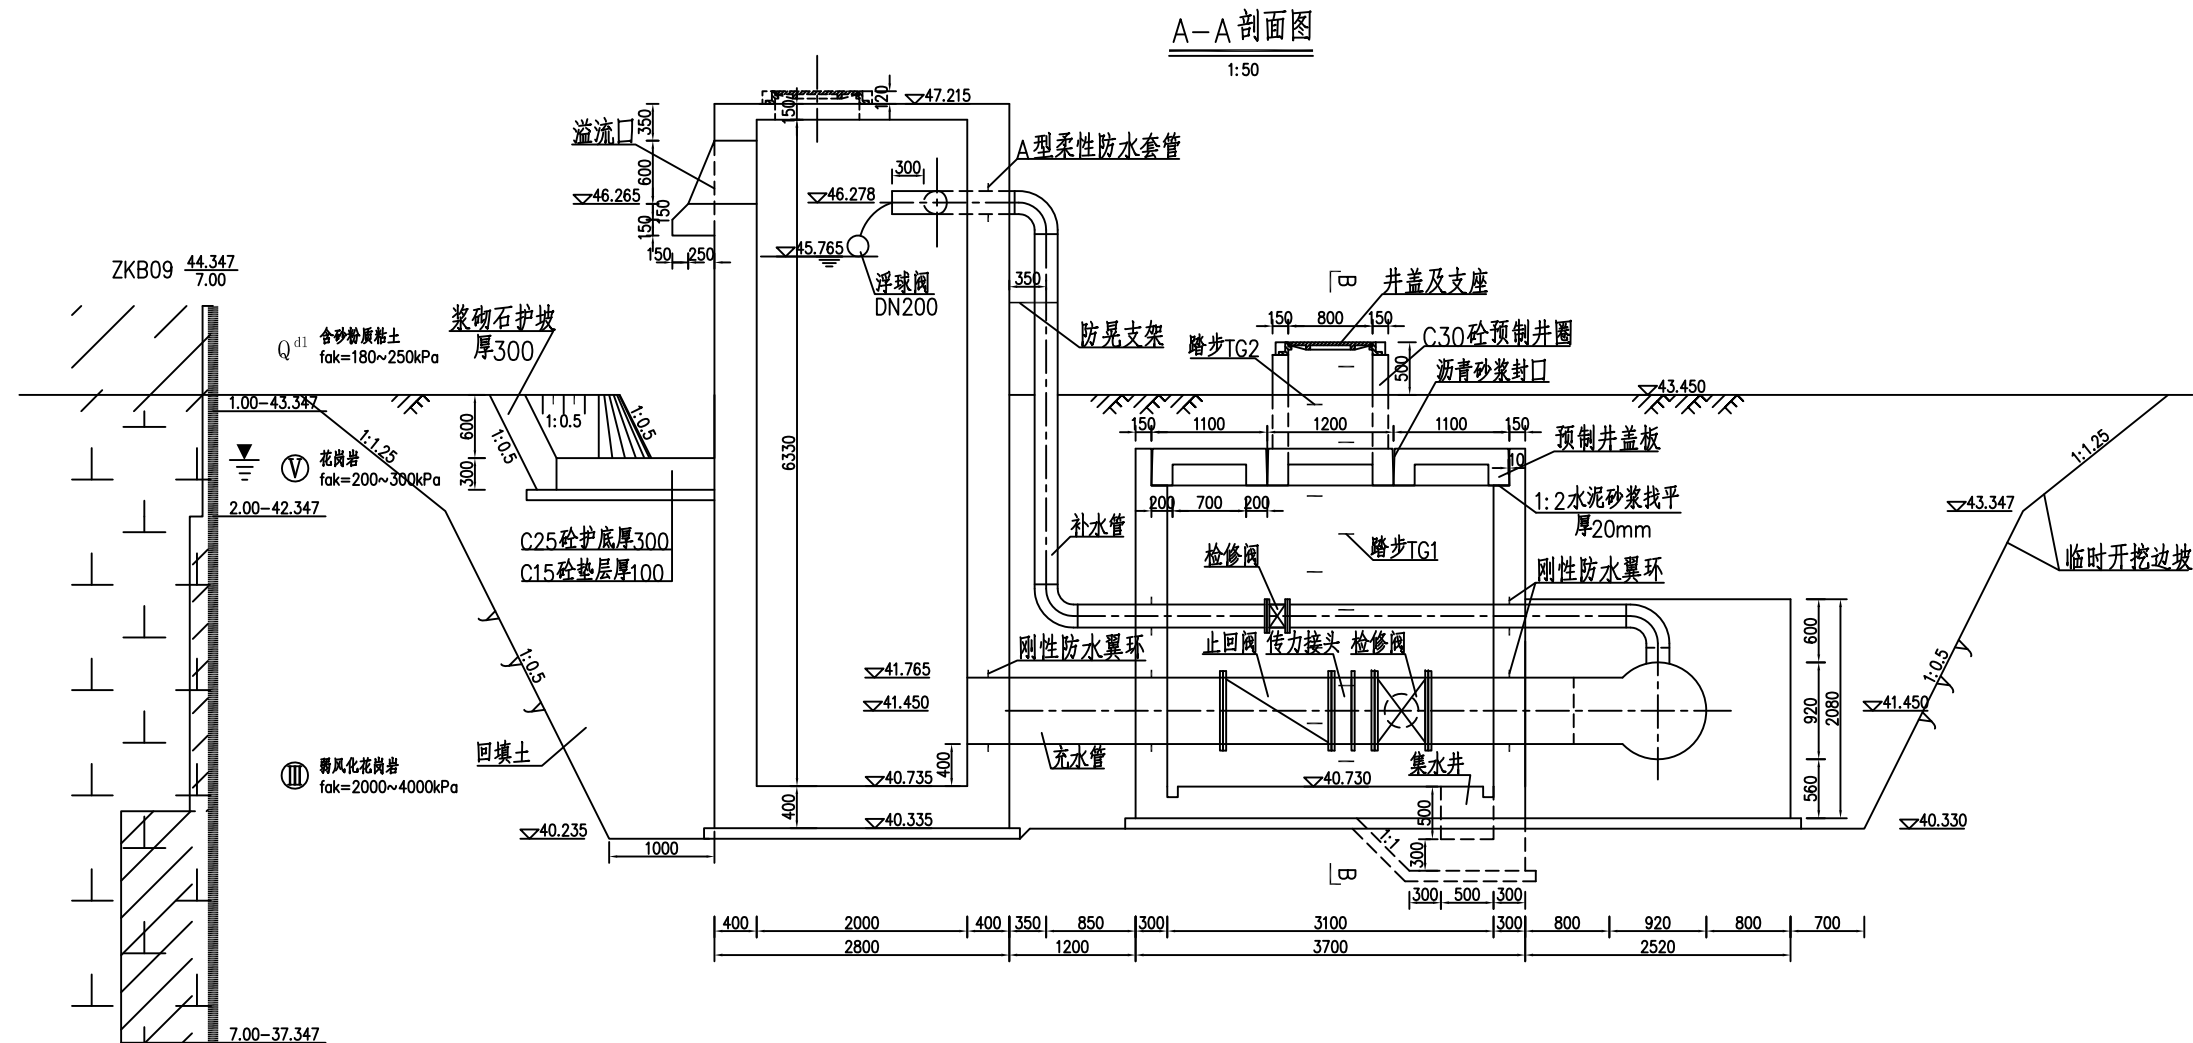 A-A 剖面图
1:50
47.215
150
120
350
溢流口
600
A型柔性防水套管
300
46.265
46.278
150
150
45.765
150
250
ZKB09
44.347
7.00
浮球阀
DN200
350
B
井盖及支座
浆砌石护坡
厚300
Q dl
含砂粉质粘土
fak=180~250kPa
防晃支架
150
800
150
C30砼预制井圈
踏步TG2
500
沥青砂浆封口
43.450
1.00-43.347
1:0.5
1:0.5
1:0.5
600
300
1:1.25
6330
150
1100
1200
1100
150
预制井盖板
10
1:1.25
V
花岗岩
fak=200~300kPa
2.00-42.347
200
700
200
1:2水泥砂浆找平
厚20mm
43.347
补水管
C25砼护底厚300
C15砼垫层厚100
踏步TG1
检修阀
刚性防水翼环
临时开挖边坡
刚性防水翼环
止回阀
传力接头
检修阀
600
1:0.5
1:0.5
41.765
41.450
920
2080
41.450
回填土
充水管
400
集水井
III
弱风化花岗岩
fak=2000~4000kPa
40.735
40.730
560
400
500
40.235
40.335
40.330
1000
1:1
300
B
300
500
300
400
2000
400
350
850
300
3100
300
800
920
800
700
2800
1200
3700
2520
7.00-37.347